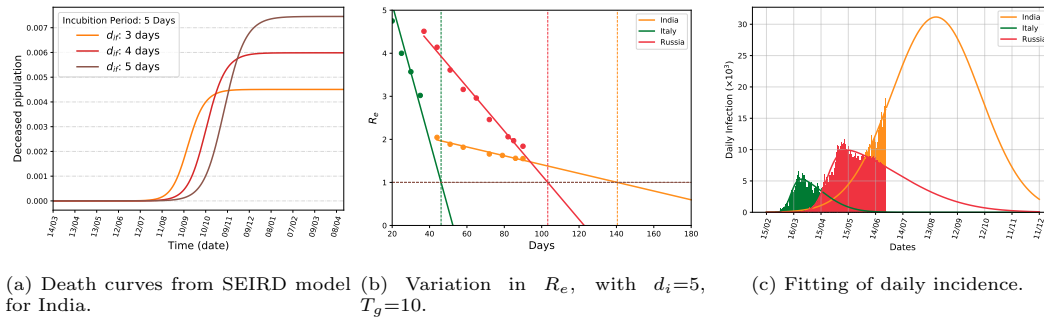 Incubition Period: 5 Days
d_if: 3 days
d_if: 4 days
d_if: 5 days
Deceased pipulation
0.007
0.006
0.005
0.004
0.003
0.002
0.001
0.000
14/03
13/04
13/05
12/06
12/07
11/08
10/09
10/10
09/11
09/12
08/01
07/02
09/03
08/04
Time (date)
India
Italy
Russia
R_e
5
4
3
2
1
0
20
40
60
80
100
120
140
160
180
Days
India
Italy
Russia
Daily Infection (×10³)
30
25
20
15
10
5
0
15/02
16/03
15/04
15/05
14/06
14/07
13/08
12/09
12/10
11/11
11/12
Dates
(a) Death curves from SEIRD model
for India.
(b) Variation in R_e, with d_i=5,
T_g=10.
(c) Fitting of daily incidence.